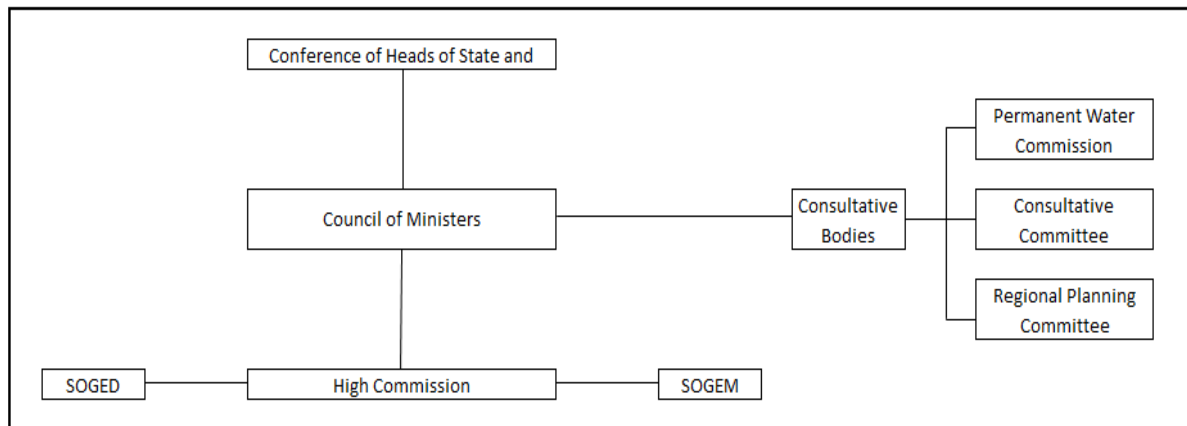 Conference of Heads of State and
Permanent Water
Commission
Council of Ministers
Consultative
Bodies
Consultative
Committee
Regional Planning
Committee
SOGED
High Commission
SOGEM